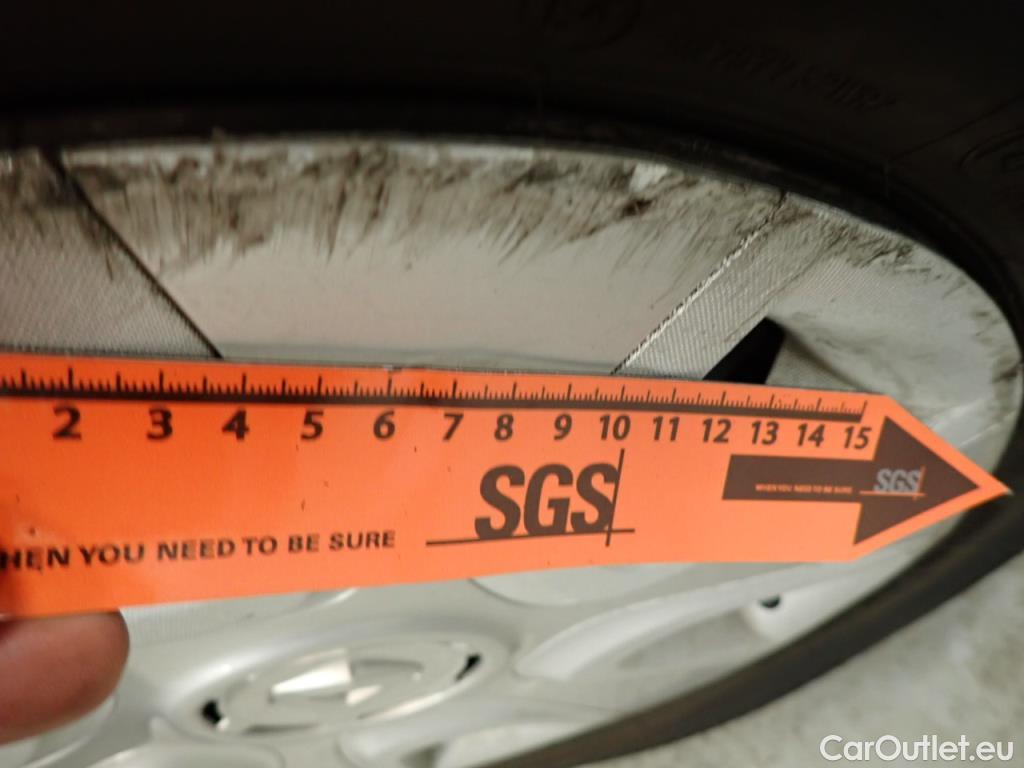 2 3 4 5 6 7 8 9 10 11 12 13 14 15
SGS
WHEN YOU NEED TO BE SURE
SGS
HEN YOU NEED TO BE SURE
CarOutlet.eu